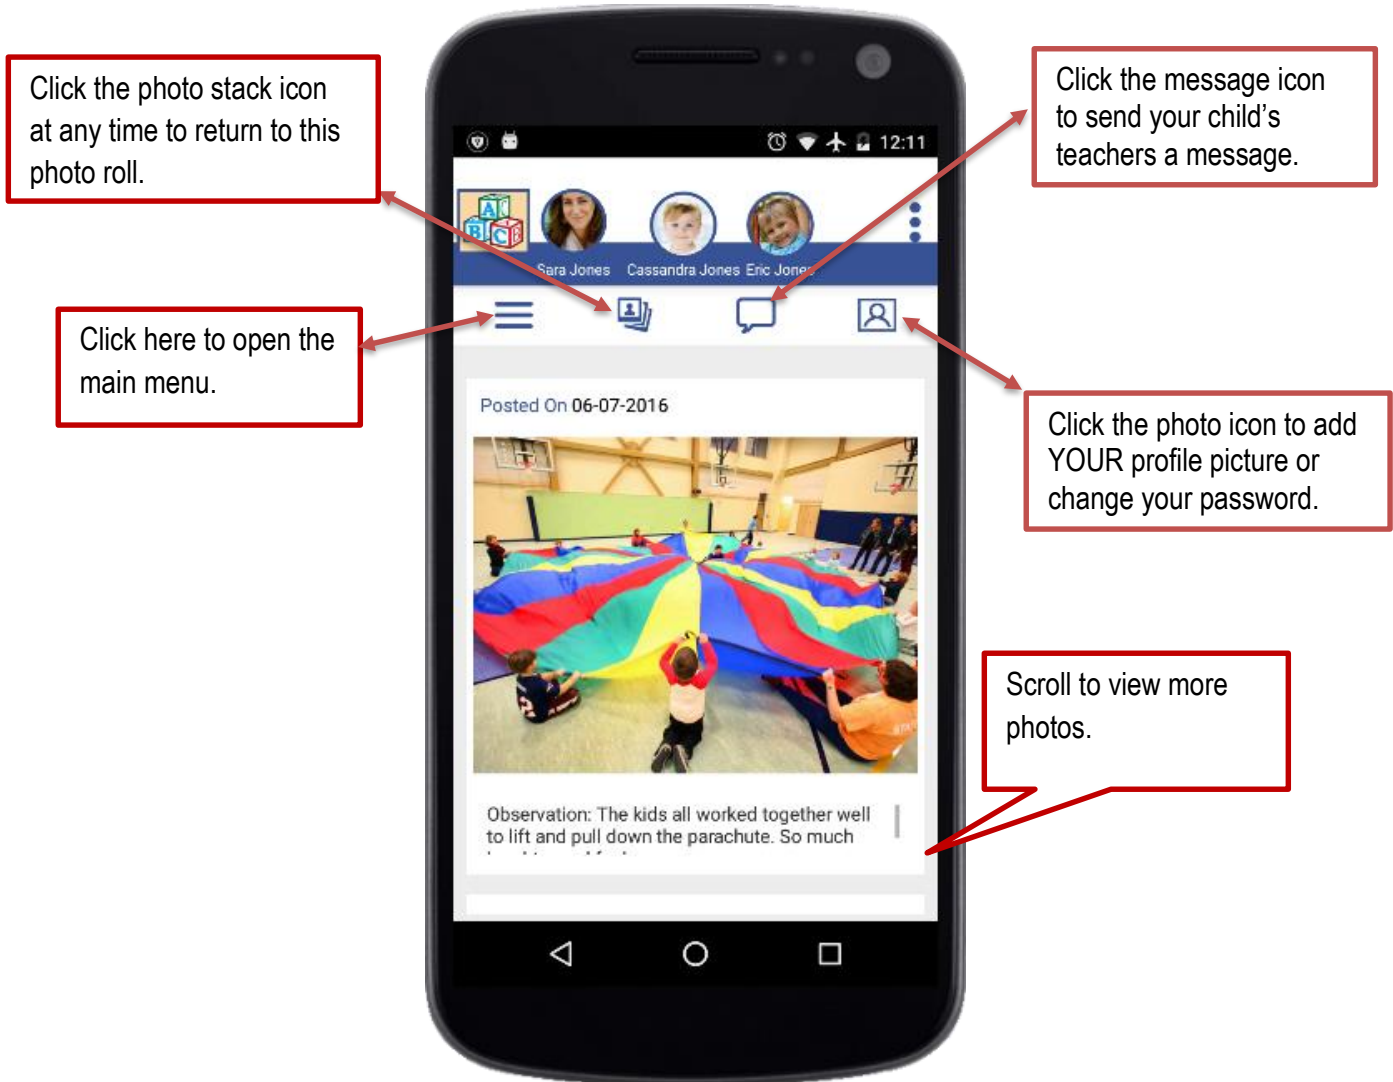 Click the photo stack icon
at any time to return to this
photo roll.
Click the message icon
to send your child's
teachers a message.
12:11
A
B C
Sara Jones Cassandra Jones Eric Jones
Click here to open the
main menu.
Posted On 06-07-2016
Click the photo icon to add
YOUR profile picture or
change your password.
2
Scroll to view more
photos.
Observation: The kids all worked together well
to lift and pull down the parachute. So much